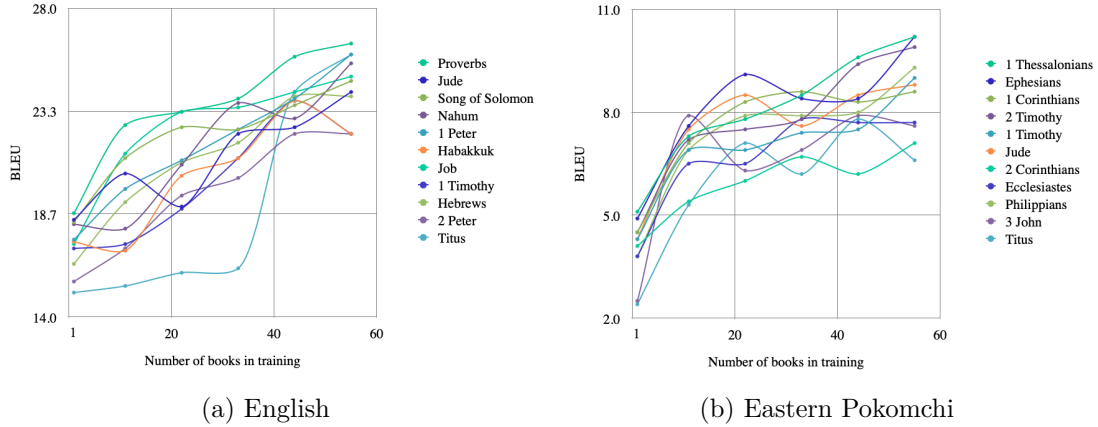 28.0
23.3
18.7
14.0
BLEU
1 20 40 60
Number of books in training
Proverbs
Jude
Song of Solomon
Nahum
1 Peter
Habakkuk
Job
1 Timothy
Hebrews
2 Peter
Titus
(a) English
11.0
8.0
5.0
2.0
BLEU
1 20 40 60
Number of books in training
1 Thessalonians
Ephesians
1 Corinthians
2 Timothy
1 Timothy
Jude
2 Corinthians
Ecclesiastes
Philippians
3 John
Titus
(b) Eastern Pokomchi